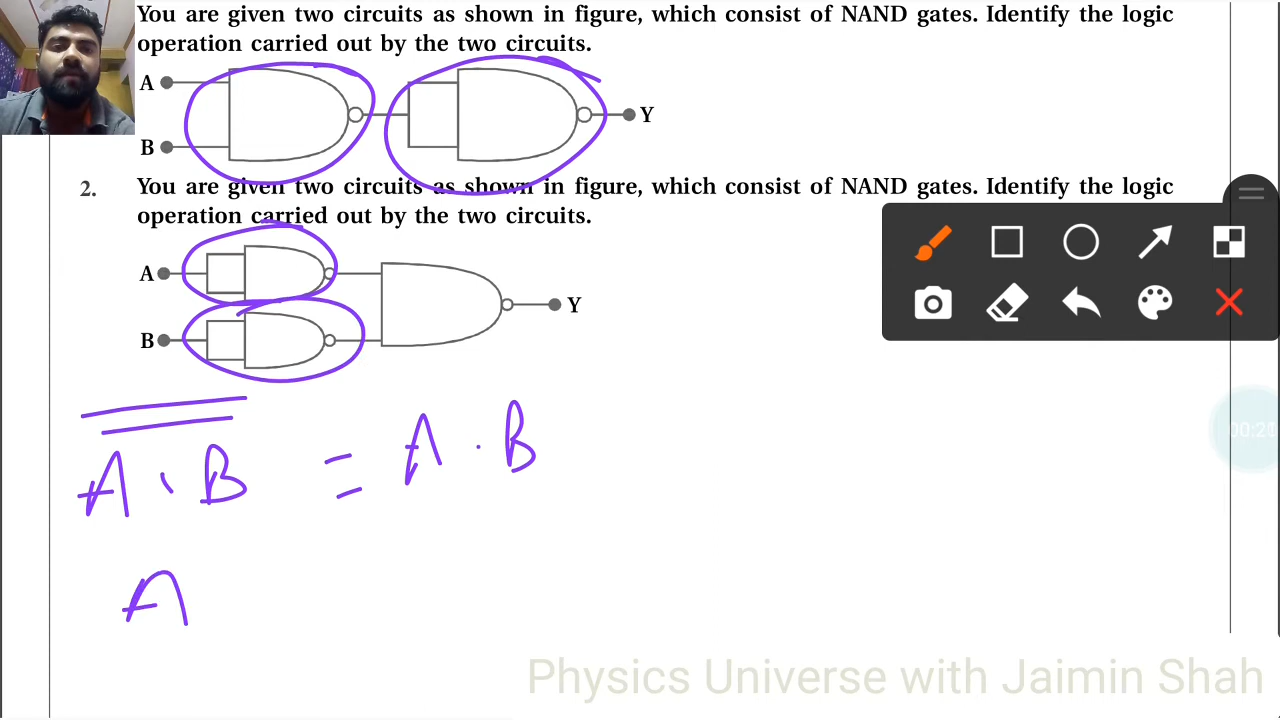 You are given two circuits as shown in figure, which consist of NAND gates. Identify the logic
operation carried out by the two circuits.
A
Y
B
2. You are given two circuits as shown in figure, which consist of NAND gates. Identify the logic
operation carried out by the two circuits.
A
Y
B
A . B = A . B
A
00:21
Physics Universe with Jaimin Shah